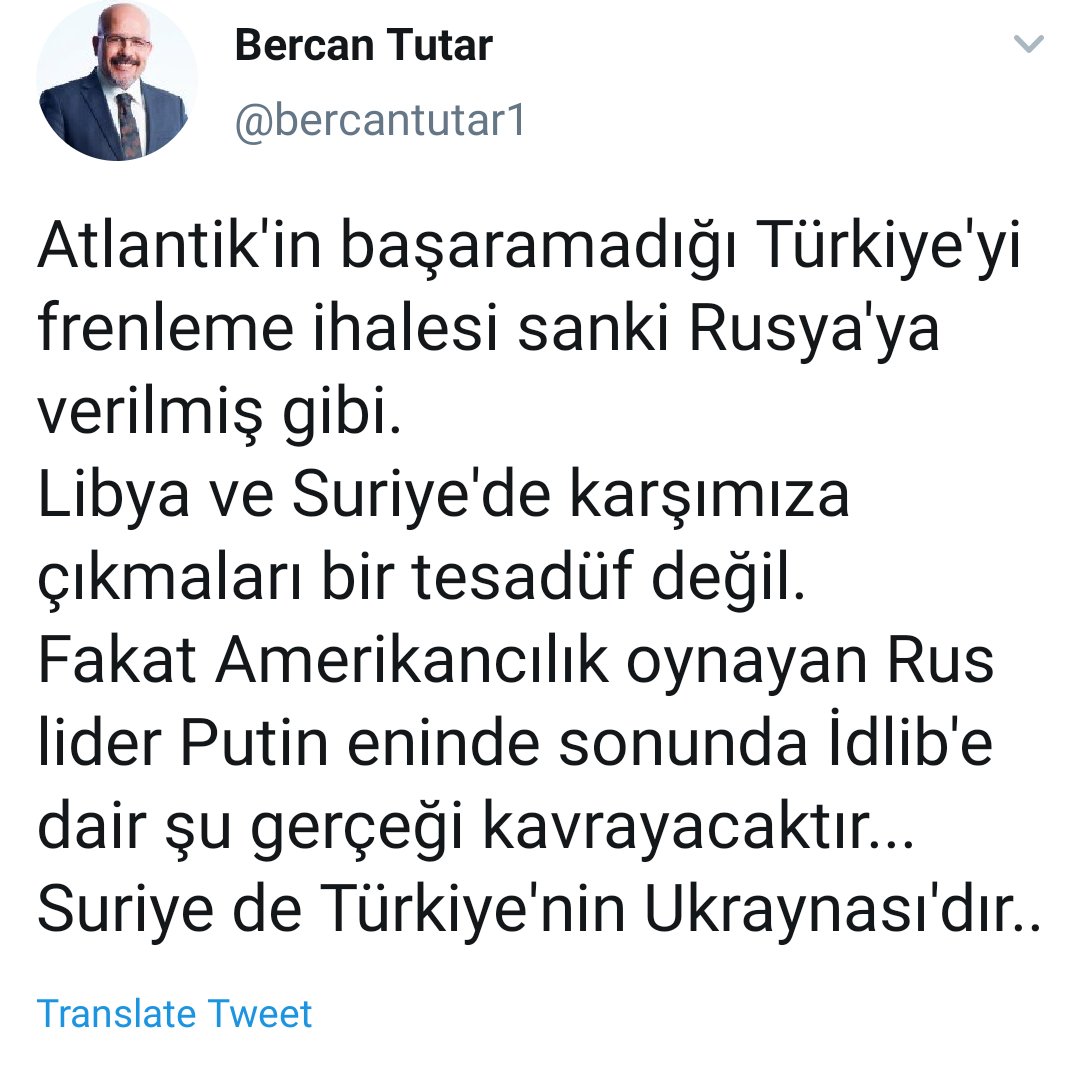 Bercan Tutar
@bercantutar1
Atlantik'in başaramadığı Türkiye'yi
frenleme ihalesi sanki Rusya'ya
verilmiş gibi.
Libya ve Suriye'de karşımıza
çıkmaları bir tesadüf değil.
Fakat Amerikancılık oynayan Rus
lider Putin eninde sonunda İdlib'e
dair şu gerçeği kavrayacaktır...
Suriye de Türkiye'nin Ukraynası'dır..
Translate Tweet